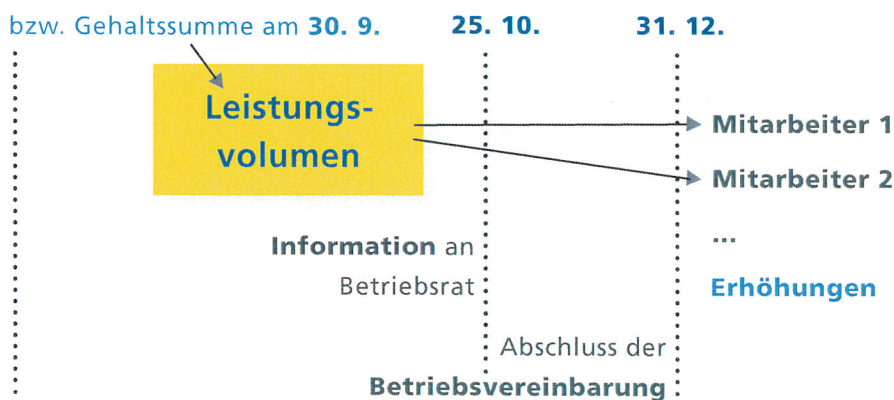 bzw. Gehaltssumme am 30. 9.
25. 10.
31. 12.
Leistungs-
volumen
Mitarbeiter 1
Mitarbeiter 2
...
Information an
Betriebsrat
Erhöhungen
Abschluss der
Betriebsvereinbarung